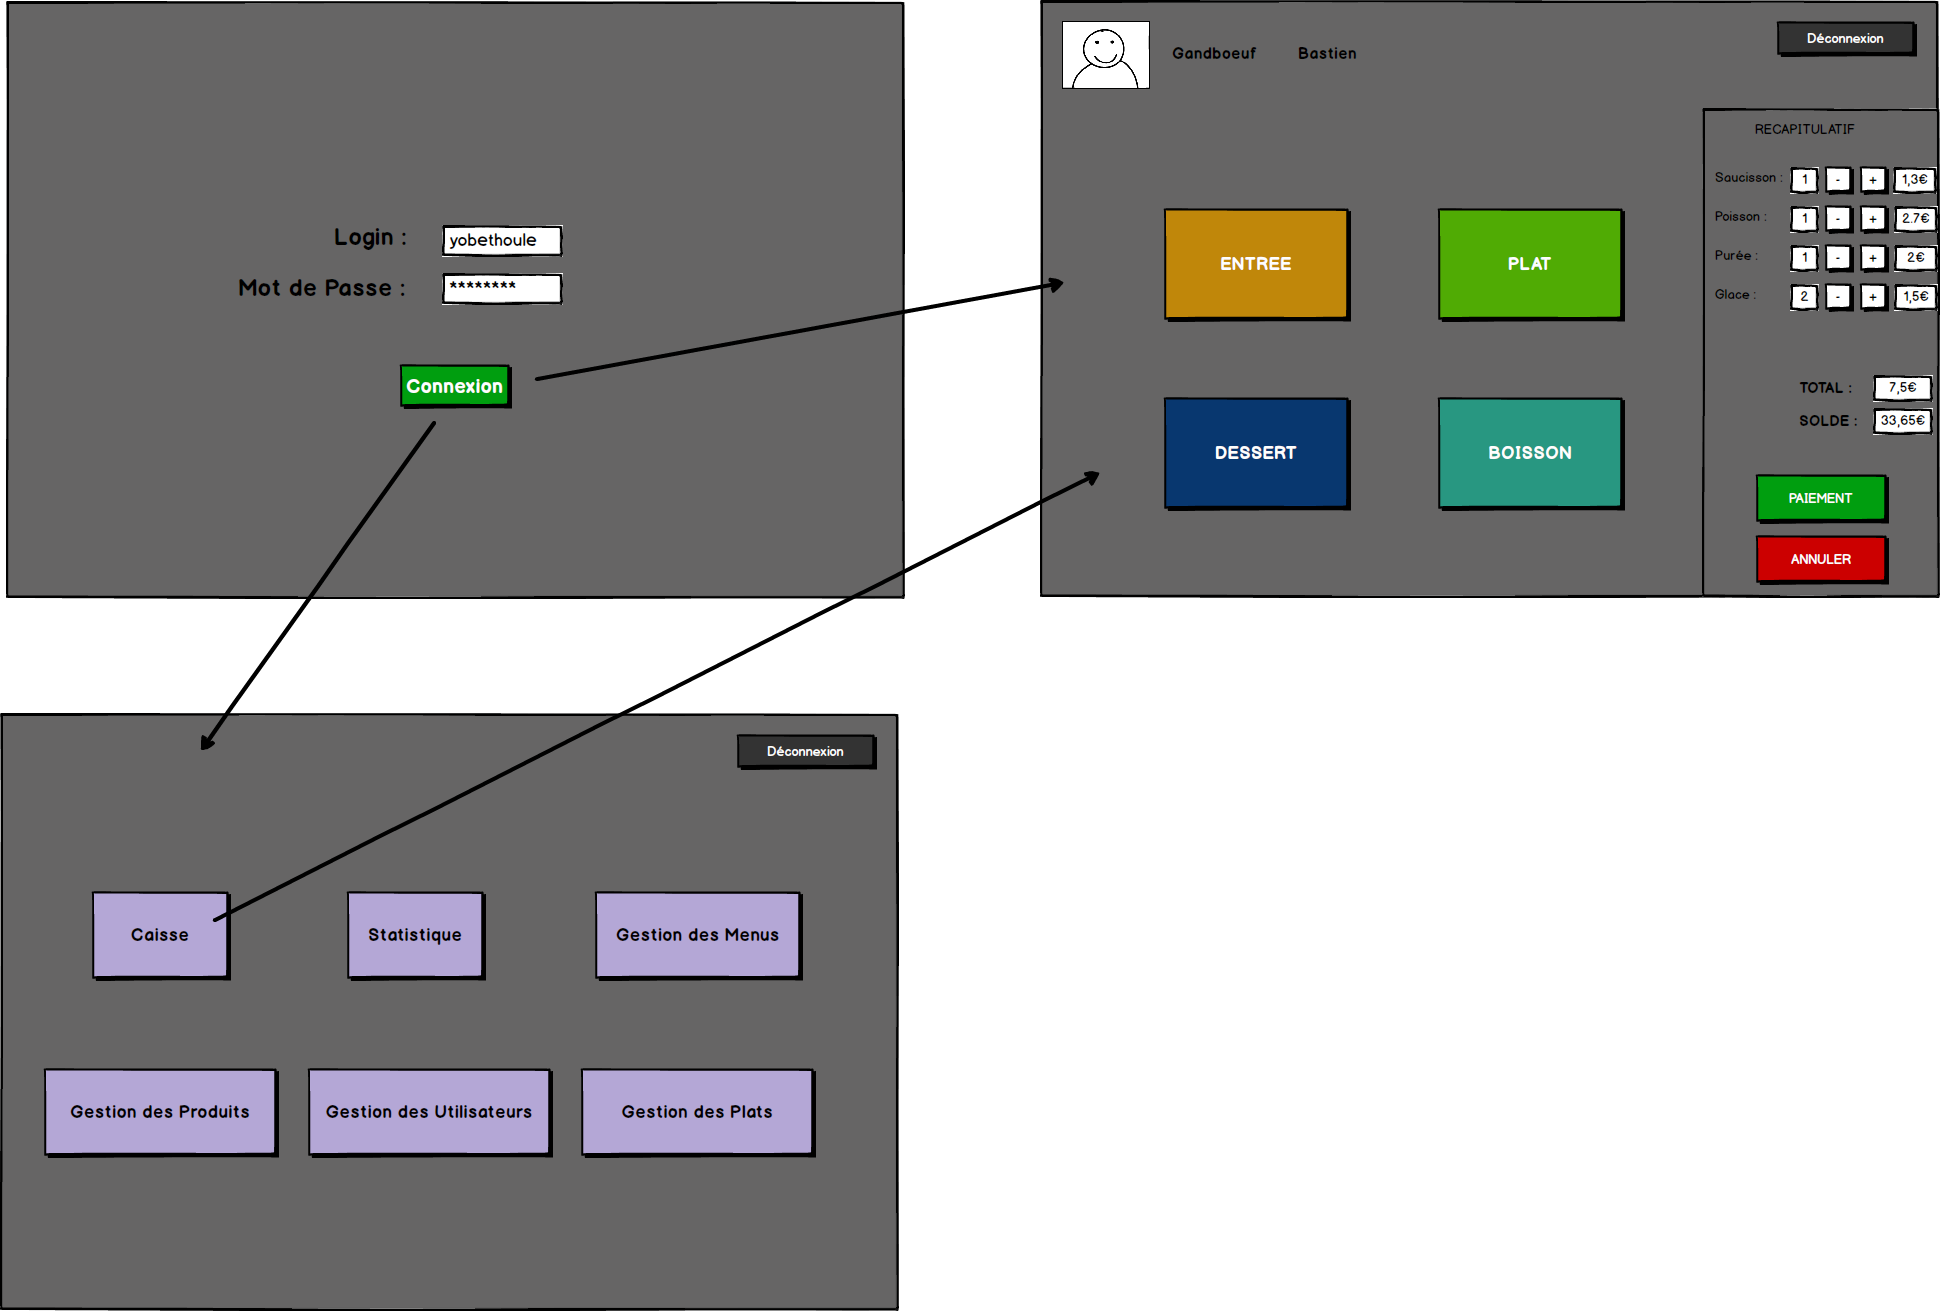 Login :
yobethoule
Mot de Passe :
********
Connexion
Gandboeuf Bastien
Déconnexion
ENTREE
PLAT
DESSERT
BOISSON
RECAPITULATIF
Saucisson : 1 - + 1,3€
Poisson : 1 - + 2.7€
Purée : 1 - + 2€
Glace : 2 - + 1,5€
TOTAL : 7,5€
SOLDE : 33,65€
PAIEMENT
ANNULER
Déconnexion
Caisse
Statistique
Gestion des Menus
Gestion des Produits
Gestion des Utilisateurs
Gestion des Plats